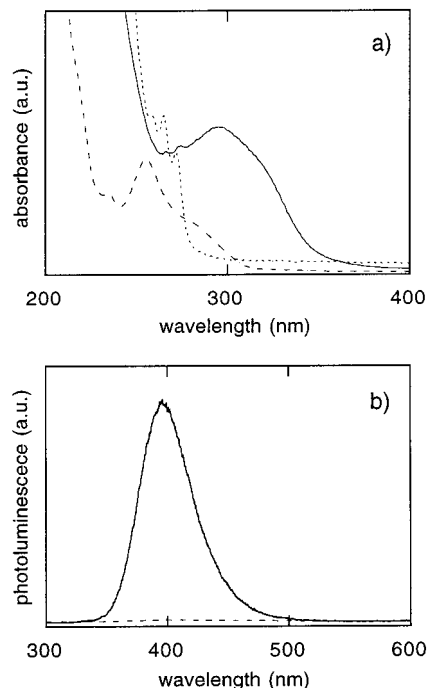 a)
absorbance (a.u.)
200
300
400
wavelength (nm)
b)
photoluminescece (a.u.)
300
400
500
600
wavelength (nm)